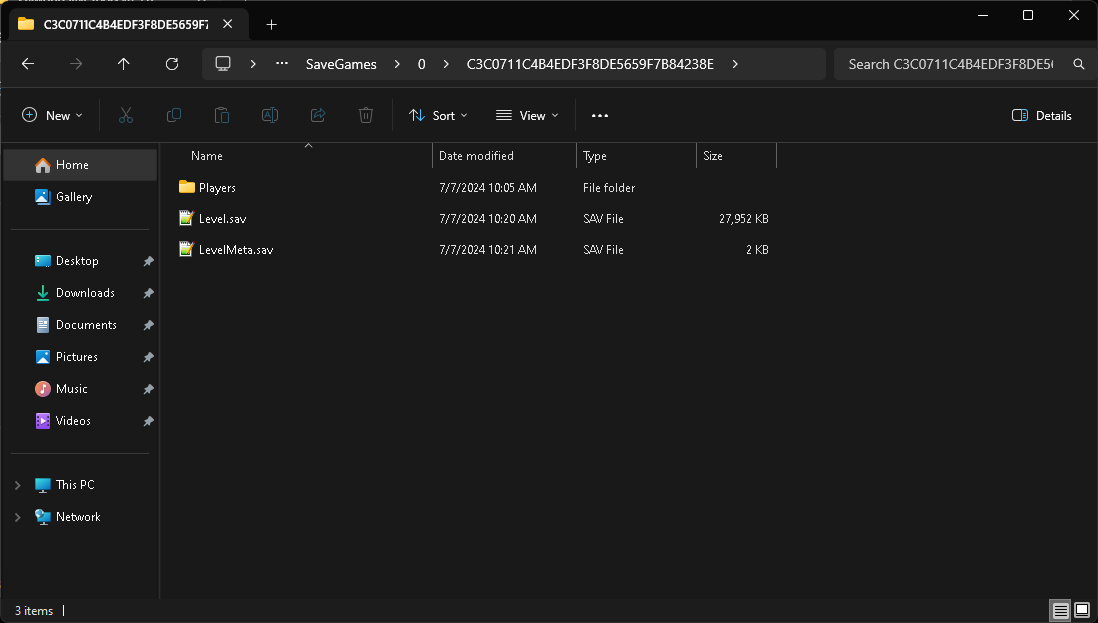 C3C0711C4B4EDF3F8DE5659F7
SaveGames 0 C3C0711C4B4EDF3F8DE5659F7B84238E
Search C3C0711C4B4EDF3F8DE56
New Sort View Details
Name Date modified Type Size
Home
Gallery
Desktop
Downloads
Documents
Pictures
Music
Videos
This PC
Network
Players 7/7/2024 10:05 AM File folder
Level.sav 7/7/2024 10:20 AM SAV File 27,952 KB
LevelMeta.sav 7/7/2024 10:21 AM SAV File 2 KB
3 items